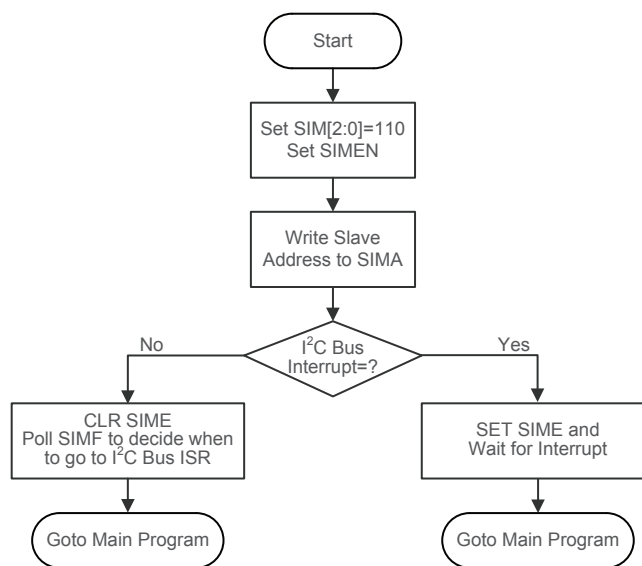 Start
Set SIM[2:0]=110
Set SIMEN
Write Slave
Address to SIMA
I²C Bus
Interrupt=?
No
Yes
CLR SIME
Poll SIMF to decide when
to go to I²C Bus ISR
SET SIME and
Wait for Interrupt
Goto Main Program
Goto Main Program